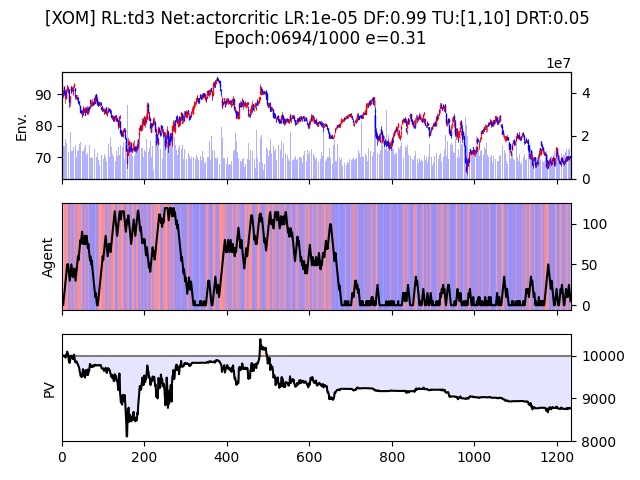 [XOM] RL:td3 Net:actorcritic LR:1e-05 DF:0.99 TU:[1,10] DRT:0.05
Epoch:0694/1000 e=0.31
1e7
90
80
70
Env.
4
2
0
Agent
100
50
0
PV
10000
9000
8000
0 200 400 600 800 1000 1200